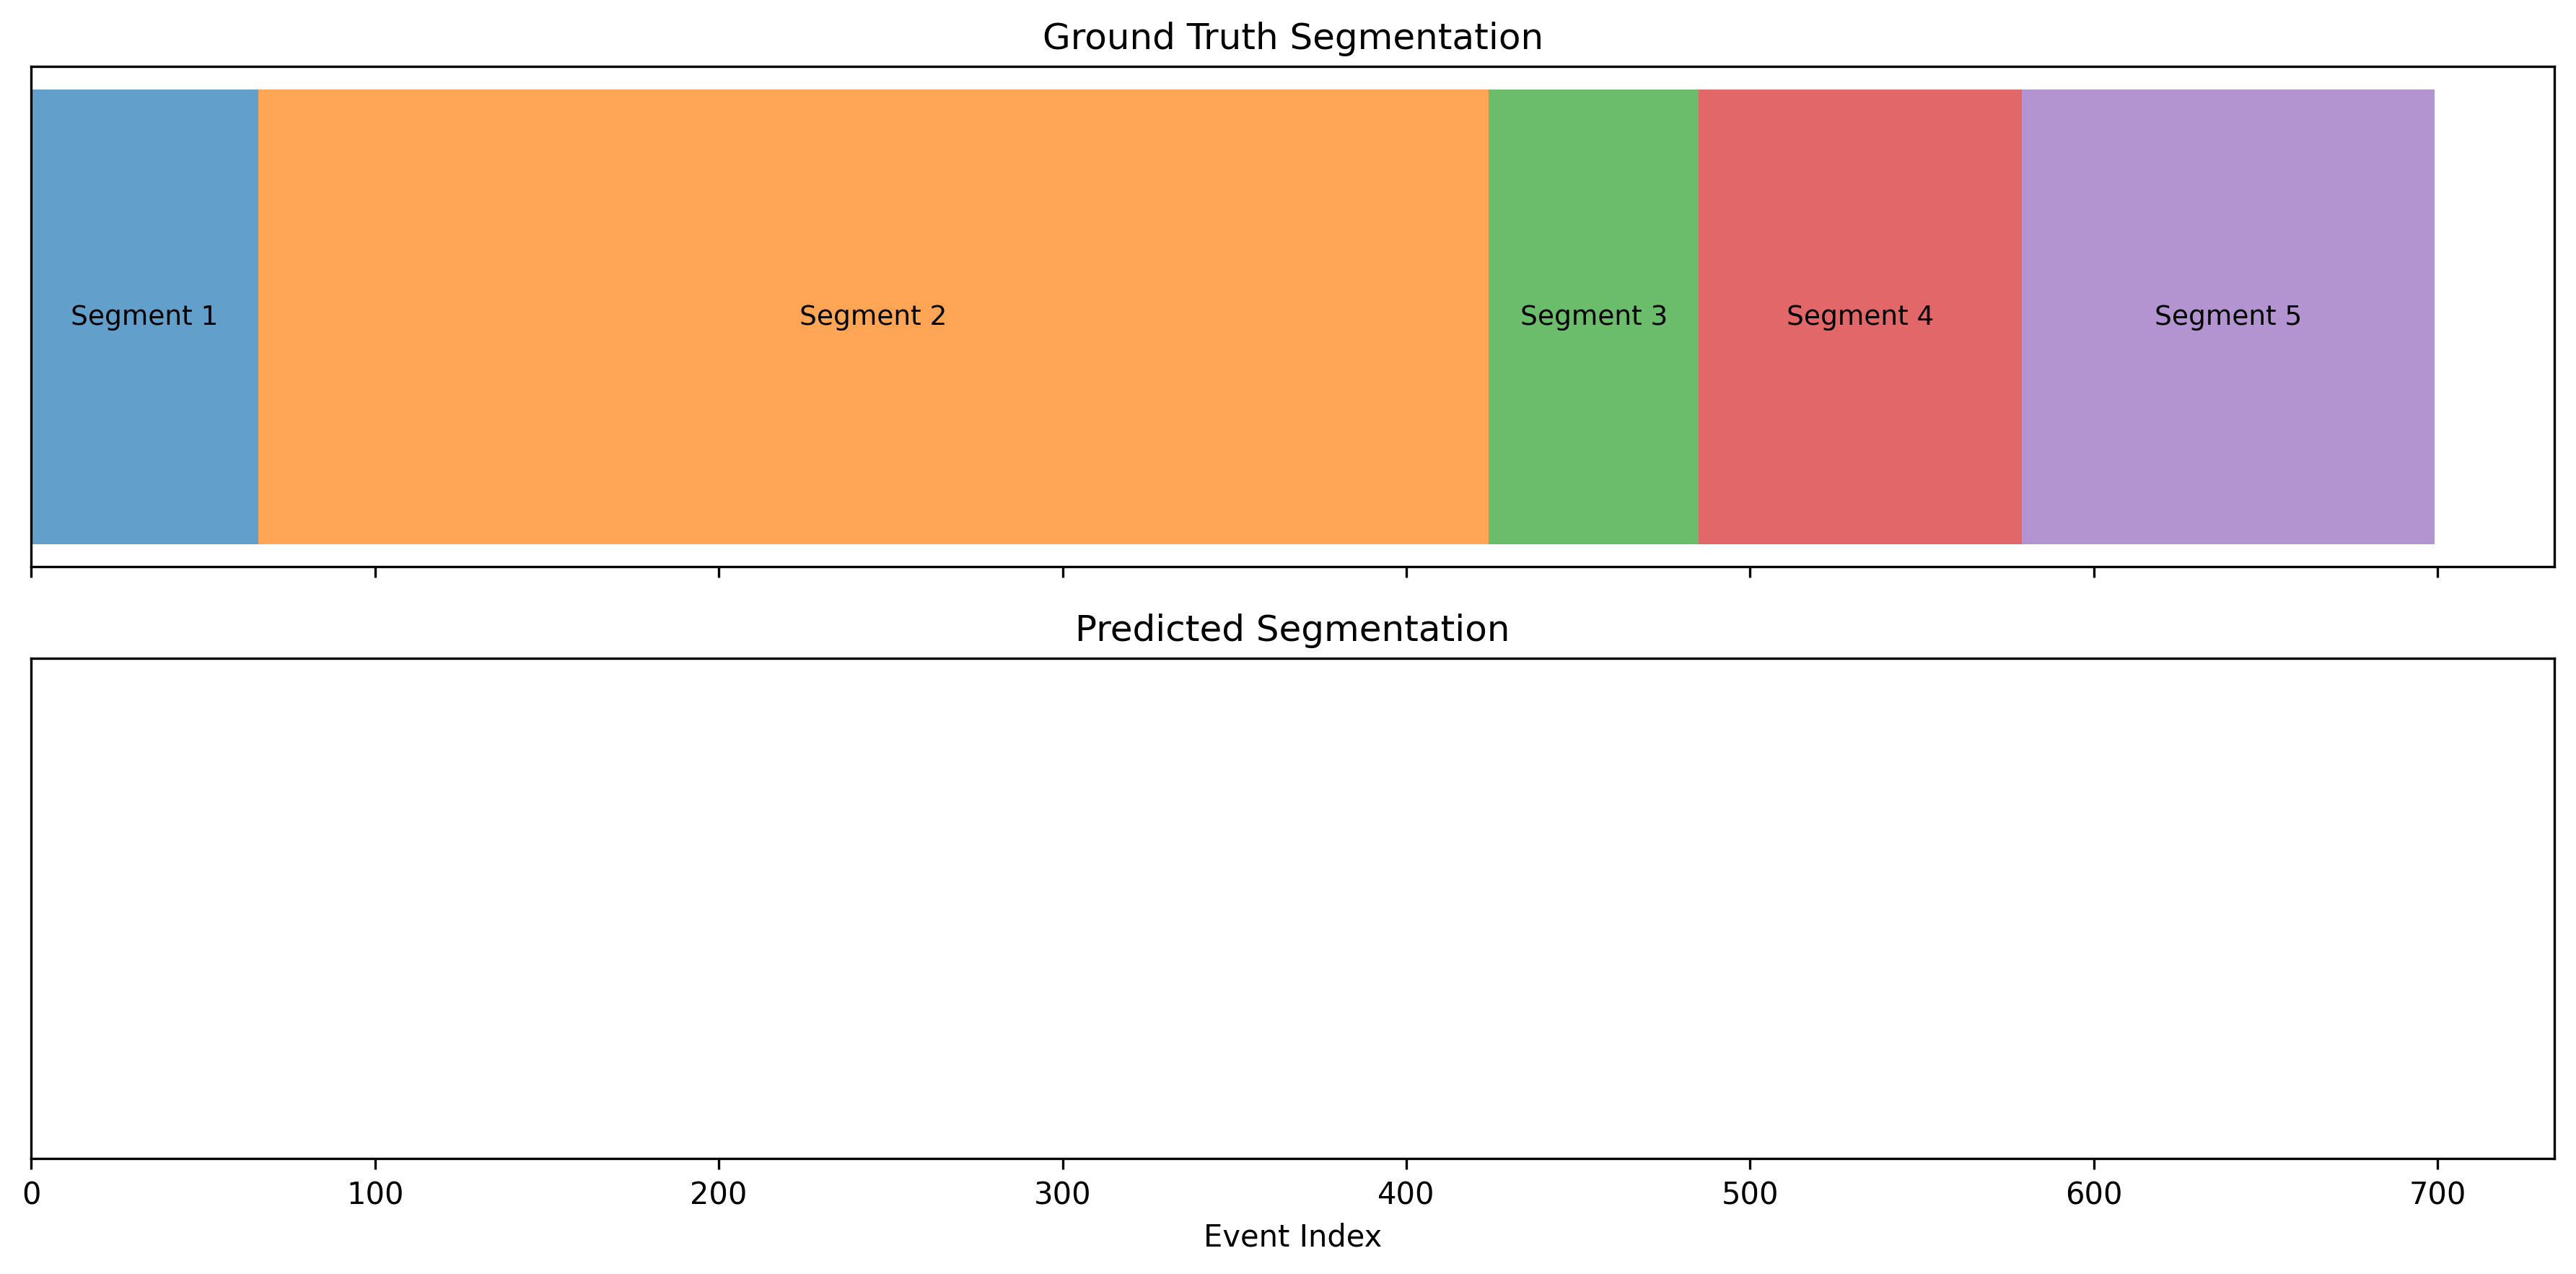 Ground Truth Segmentation
Segment 1 Segment 2 Segment 3 Segment 4 Segment 5
Predicted Segmentation
0 100 200 300 400 500 600 700
Event Index